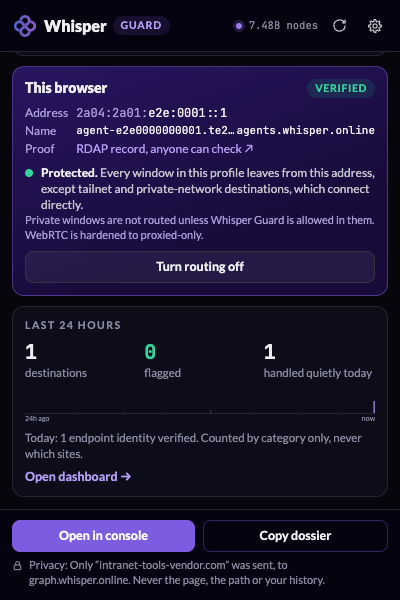 Whisper GUARD 7.48B nodes
This browser VERIFIED
Address 2a04:2a01:e2e:0001::1
Name agent-e2e0000000001.te2…agents.whisper.online
Proof RDAP record, anyone can check ↗
Protected. Every window in this profile leaves from this address,
except tailnet and private-network destinations, which connect
directly.
Private windows are not routed unless Whisper Guard is allowed in them.
WebRTC is hardened to proxied-only.
Turn routing off
LAST 24 HOURS
1 0 1
destinations flagged handled quietly today
24h ago now
Today: 1 endpoint identity verified. Counted by category only, never
which sites.
Open dashboard →
Open in console Copy dossier
Privacy: Only “intranet-tools-vendor.com” was sent, to
graph.whisper.online. Never the page, the path or your history.